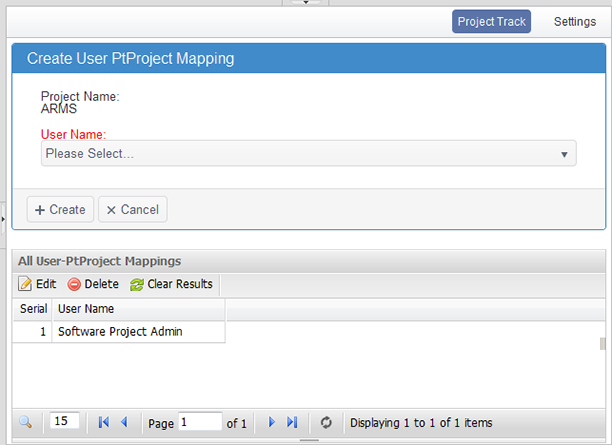 Project Track Settings
Create User PtProject Mapping
Project Name:
ARMS
User Name:
Please Select...
Create Cancel
All User-PtProject Mappings
Edit Delete Clear Results
Serial User Name
1 Software Project Admin
15 Page 1 of 1 Displaying 1 to 1 of 1 items